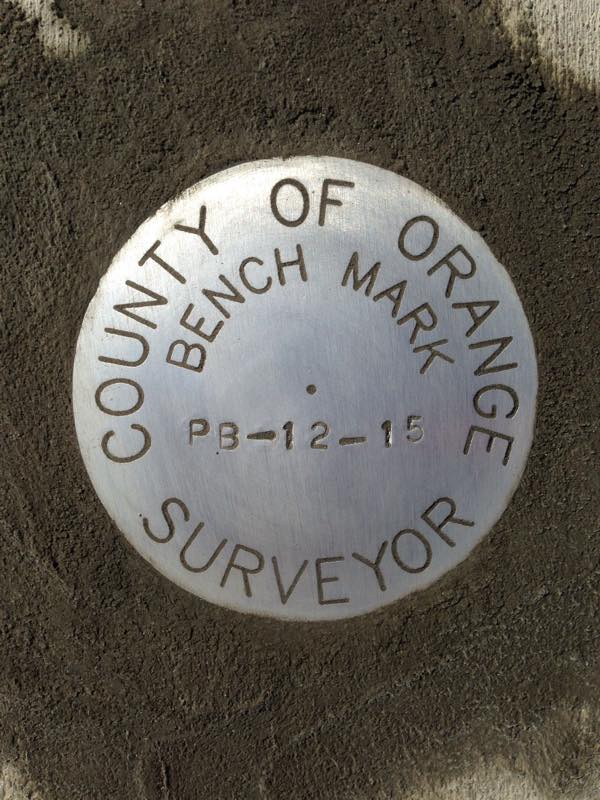 COUNTY OF ORANGE
BENCH MARK
PB-12-15
SURVEYOR